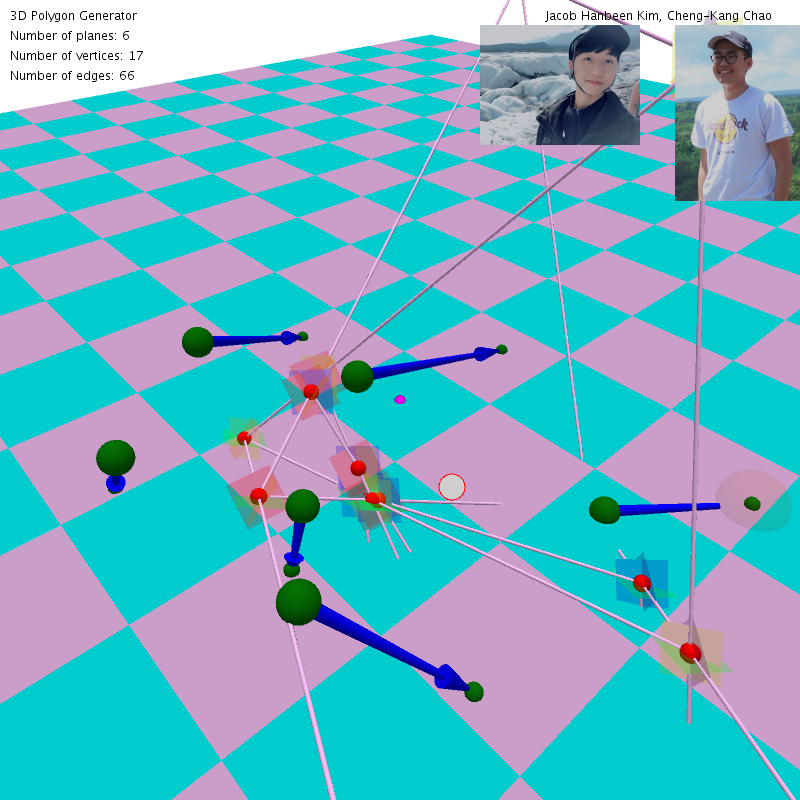 3D Polygon Generator
Jacob Hanbeen Kim, Cheng-Kang Chao
Number of planes: 6
Number of vertices: 17
Number of edges: 66